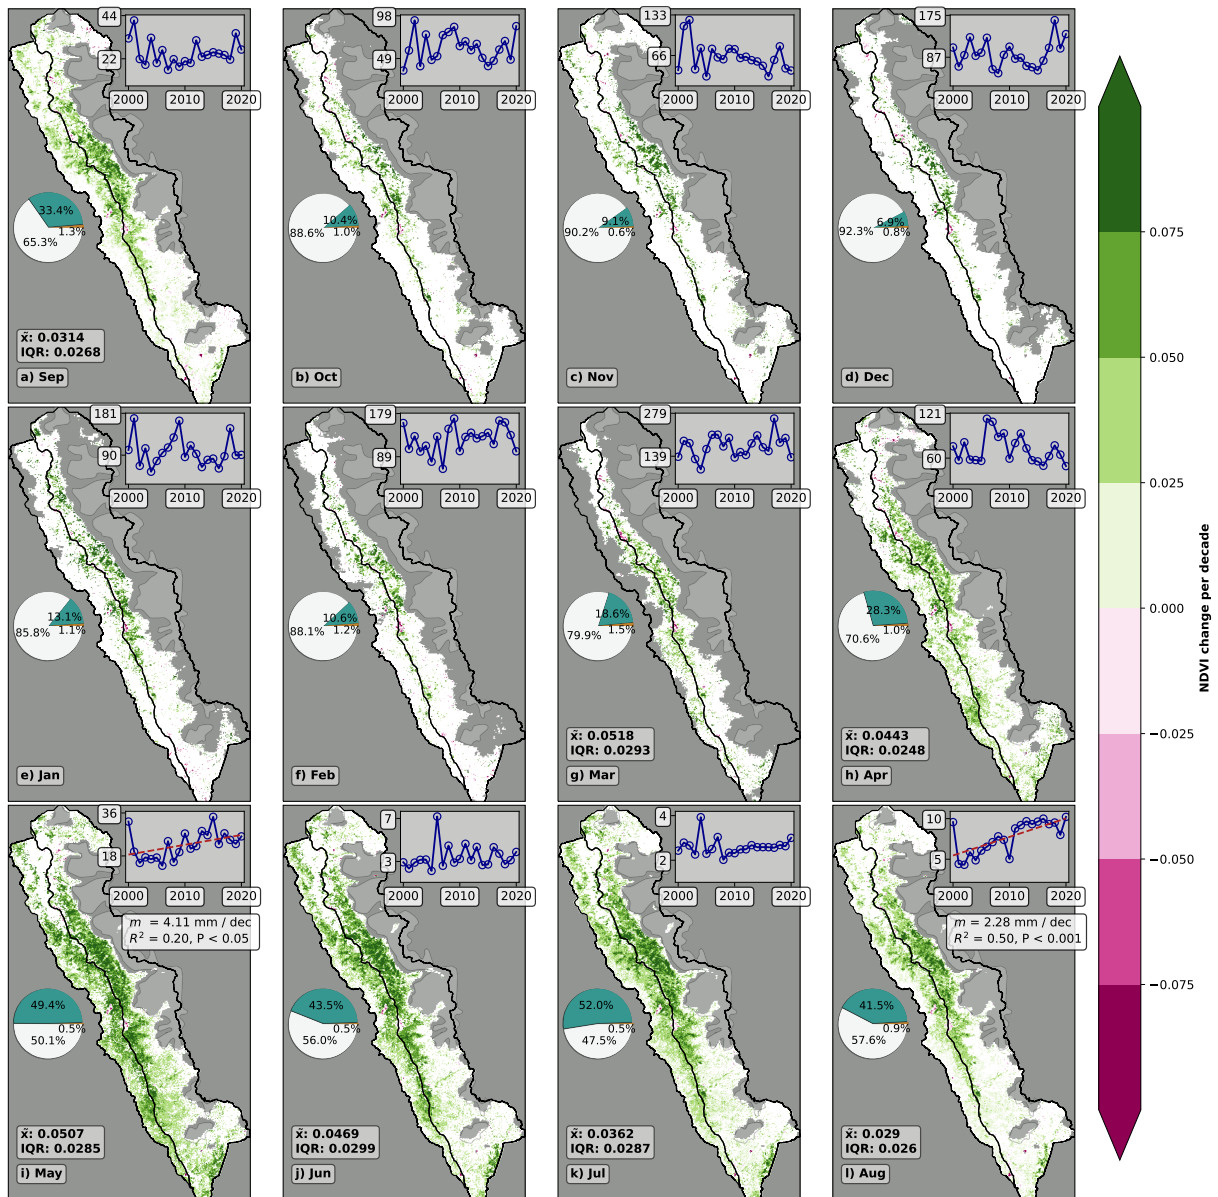 44
22
2000 2010 2020
33.4%
1.3%
65.3%
x̃: 0.0314
IQR: 0.0268
a) Sep
98
49
2000 2010 2020
10.4%
88.6% 1.0%
b) Oct
133
66
2000 2010 2020
9.1%
90.2% 0.6%
c) Nov
175
87
2000 2010 2020
6.9%
92.3% 0.8%
d) Dec
181
90
2000 2010 2020
13.1%
85.8% 1.1%
e) Jan
179
89
2000 2010 2020
10.6%
88.1% 1.2%
f) Feb
279
139
2000 2010 2020
18.6%
79.9% 1.5%
x̃: 0.0518
IQR: 0.0293
g) Mar
121
60
2000 2010 2020
28.3%
70.6% 1.0%
x̃: 0.0443
IQR: 0.0248
h) Apr
36
18
2000 2010 2020
m = 4.11 mm / dec
R² = 0.20, P < 0.05
49.4%
0.5%
50.1%
x̃: 0.0507
IQR: 0.0285
i) May
7
3
2000 2010 2020
43.5%
0.5%
56.0%
x̃: 0.0469
IQR: 0.0299
j) Jun
4
2
2000 2010 2020
52.0%
0.5%
47.5%
x̃: 0.0362
IQR: 0.0287
k) Jul
10
5
2000 2010 2020
m = 2.28 mm / dec
R² = 0.50, P < 0.001
41.5%
0.9%
57.6%
x̃: 0.029
IQR: 0.026
l) Aug
0.075
0.050
0.025
0.000
−0.025
−0.050
−0.075
NDVI change per decade